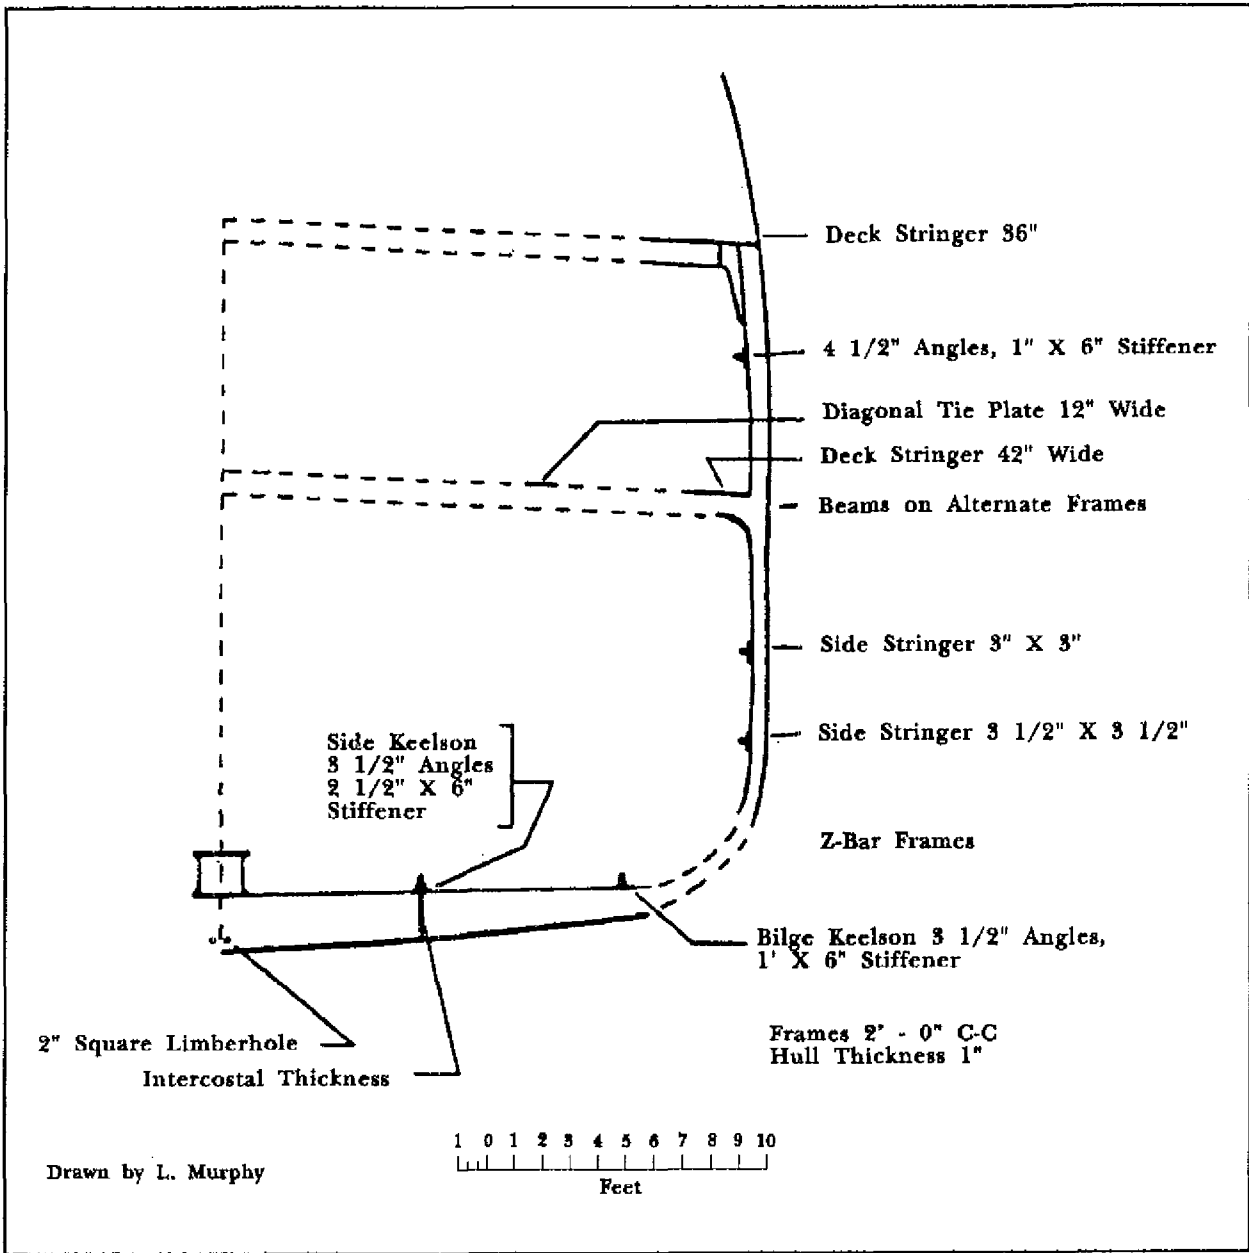 Deck Stringer 36"
4 1/2" Angles, 1" X 6" Stiffener
Diagonal Tie Plate 12" Wide
Deck Stringer 42" Wide
Beams on Alternate Frames
Side Stringer 3" X 3"
Side Stringer 3 1/2" X 3 1/2"
Side Keelson
3 1/2" Angles
2 1/2" X 6"
Stiffener
Z-Bar Frames
Bilge Keelson 3 1/2" Angles,
1' X 6" Stiffener
2" Square Limberhole
Intercostal Thickness
Frames 2' - 0" C-C
Hull Thickness 1"
1 0 1 2 3 4 5 6 7 8 9 10
Feet
Drawn by L. Murphy